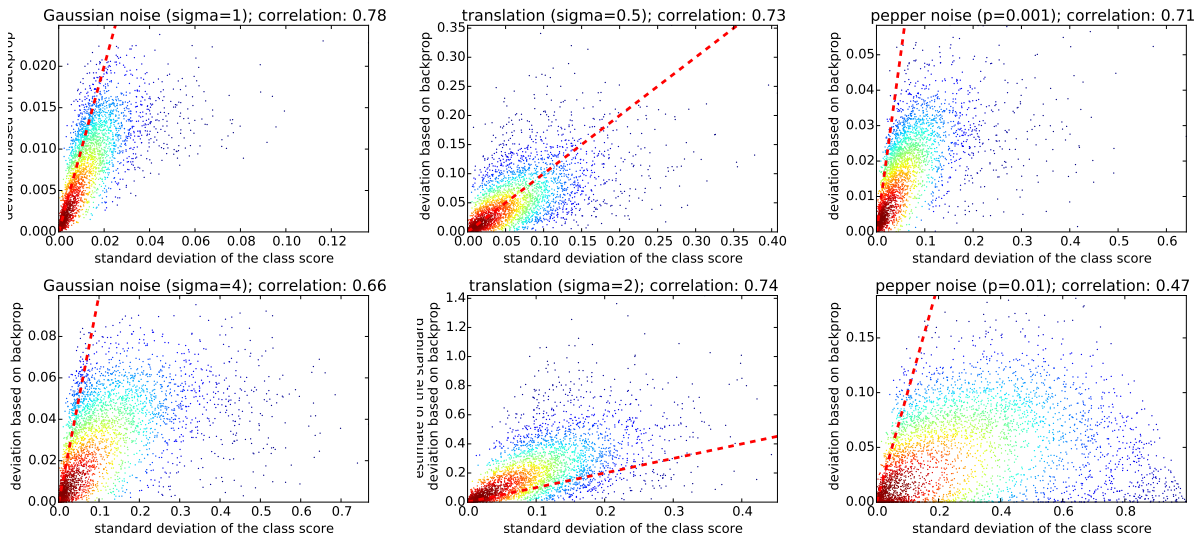 Gaussian noise (sigma=1); correlation: 0.78
translation (sigma=0.5); correlation: 0.73
pepper noise (p=0.001); correlation: 0.71
deviation based on backprop
0.020
0.015
0.010
0.005
0.000
0.00 0.02 0.04 0.06 0.08 0.10 0.12
standard deviation of the class score
deviation based on backprop
0.35
0.30
0.25
0.20
0.15
0.10
0.05
0.00
0.00 0.05 0.10 0.15 0.20 0.25 0.30 0.35 0.40
standard deviation of the class score
deviation based on backprop
0.05
0.04
0.03
0.02
0.01
0.00
0.0 0.1 0.2 0.3 0.4 0.5 0.6
standard deviation of the class score
Gaussian noise (sigma=4); correlation: 0.66
translation (sigma=2); correlation: 0.74
pepper noise (p=0.01); correlation: 0.47
deviation based on backprop
0.08
0.06
0.04
0.02
0.00
0.0 0.1 0.2 0.3 0.4 0.5 0.6 0.7
standard deviation of the class score
estimate of the standard
deviation based on backprop
1.4
1.2
1.0
0.8
0.6
0.4
0.2
0.0
0.0 0.1 0.2 0.3 0.4
standard deviation of the class score
deviation based on backprop
0.15
0.10
0.05
0.00
0.0 0.2 0.4 0.6 0.8
standard deviation of the class score